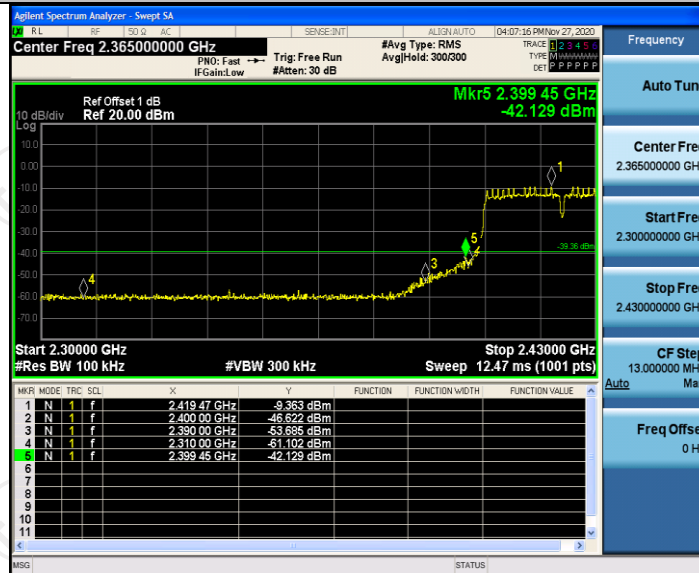 Agilent Spectrum Analyzer - Swept SA
RL RF 50 Ω AC SENSE:INT ALIGN AUTO 04:07:16 PM Nov 27, 2020
Center Freq 2.365000000 GHz
PNO: Fast
IFGain:Low
Trig: Free Run
#Atten: 30 dB
#Avg Type: RMS
Avg|Hold: 300/300
TRACE 1 2 3 4 5 6
TYPE M
DET P P P P P P
Frequency
Mkr5 2.399 45 GHz
-42.129 dBm
Ref Offset 1 dB
10 dB/div Ref 20.00 dBm
Log
10.0
0.00
-10.0
-20.0
-30.0
-40.0
-50.0
-60.0
-70.0
1
5
3
4
-39.36 dBm
Start 2.30000 GHz Stop 2.43000 GHz
#Res BW 100 kHz #VBW 300 kHz Sweep 12.47 ms (1001 pts)
MKR MODE TRC SCL X Y FUNCTION FUNCTION WIDTH FUNCTION VALUE
1 N 1 f 2.419 47 GHz -9.363 dBm
2 N 1 f 2.400 00 GHz -46.622 dBm
3 N 1 f 2.390 00 GHz -53.685 dBm
4 N 1 f 2.310 00 GHz -61.102 dBm
5 N 1 f 2.399 45 GHz -42.129 dBm
6
7
8
9
10
11
MSG STATUS
Auto Tun
Center Fre
2.365000000 GH
Start Fre
2.300000000 GH
Stop Fre
2.430000000 GH
CF Step
13.000000 MH
Auto Ma
Freq Offse
0 H